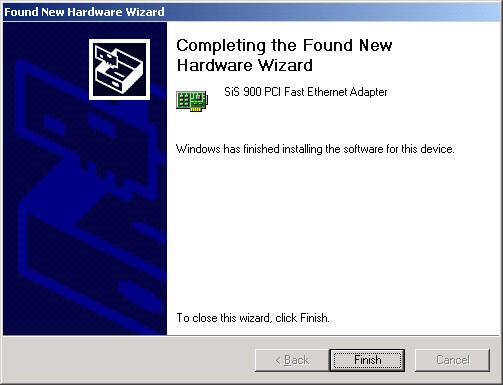 Found New Hardware Wizard
Completing the Found New
Hardware Wizard
SiS 900 PCI Fast Ethernet Adapter
Windows has finished installing the software for this device.
To close this wizard, click Finish.
< Back
Finish
Cancel